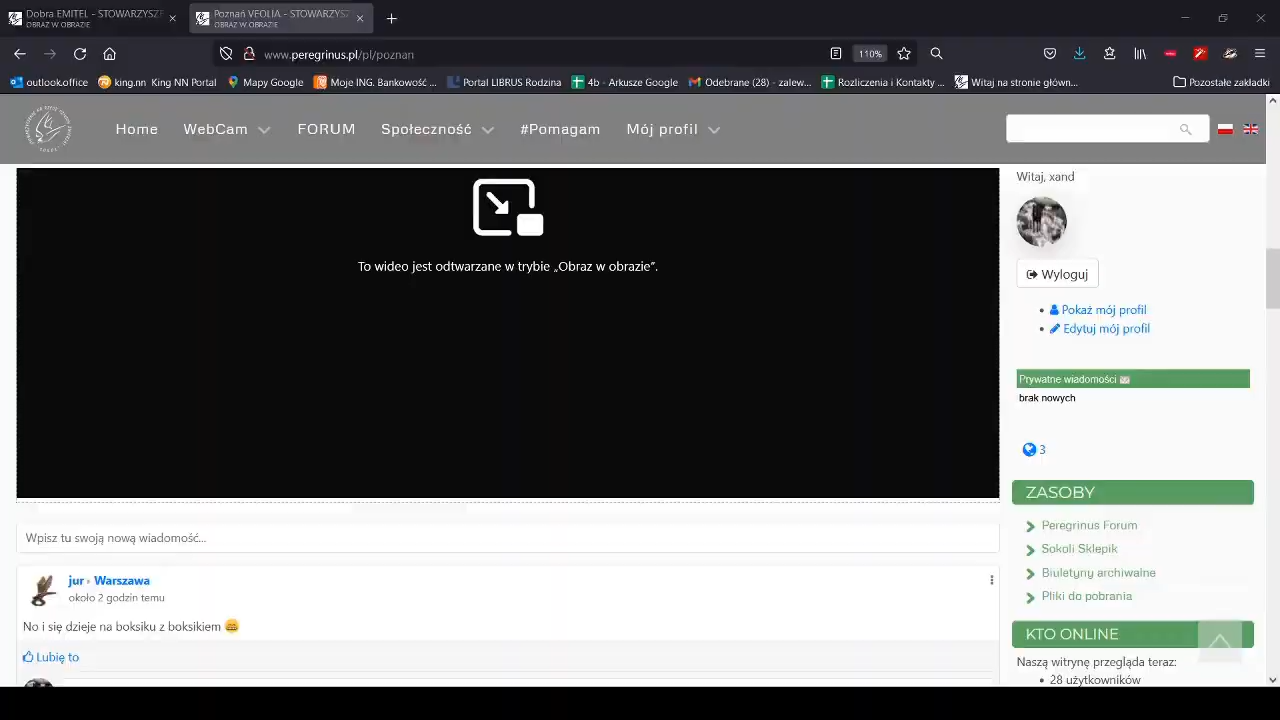 Dobra EMITEL - STOWARZYSZE
OBRAZ W OBRAZIE
Poznań VEOLIA - STOWARZYSZ
OBRAZ W OBRAZIE
www.peregrinus.pl/pl/poznan
110%
outlook.office
king.nn King NN Portal
Mapy Google
Moje ING. Bankowość ...
Portal LIBRUS Rodzina
4b - Arkusze Google
Odebrane (28) - zalew...
Rozliczenia i Kontakty ...
Witaj na stronie główn...
Pozostałe zakładki
Home
WebCam
FORUM
Społeczność
#Pomagam
Mój profil
Witaj, xand
To wideo jest odtwarzane w trybie „Obraz w obrazie”.
Wyloguj
Pokaż mój profil
Edytuj mój profil
Prywatne wiadomości
brak nowych
3
ZASOBY
Peregrinus Forum
Sokoli Sklepik
Biuletyny archiwalne
Pliki do pobrania
KTO ONLINE
Naszą witrynę przegląda teraz:
28 użytkowników
Wpisz tu swoją nową wiadomość...
jur Warszawa
około 2 godzin temu
No i się dzieje na boksiku z boksikiem 😄
Lubię to